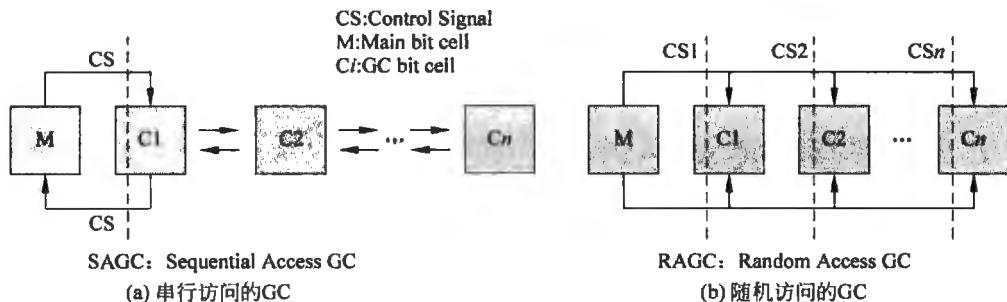 CS:Control Signal
M:Main bit cell
Ci:GC bit cell
CS
M
C1
C2
...
Cn
CS
SAGC：Sequential Access GC
(a) 串行访问的GC
CS1
CS2
CSn
M
C1
C2
...
Cn
RAGC：Random Access GC
(b) 随机访问的GC